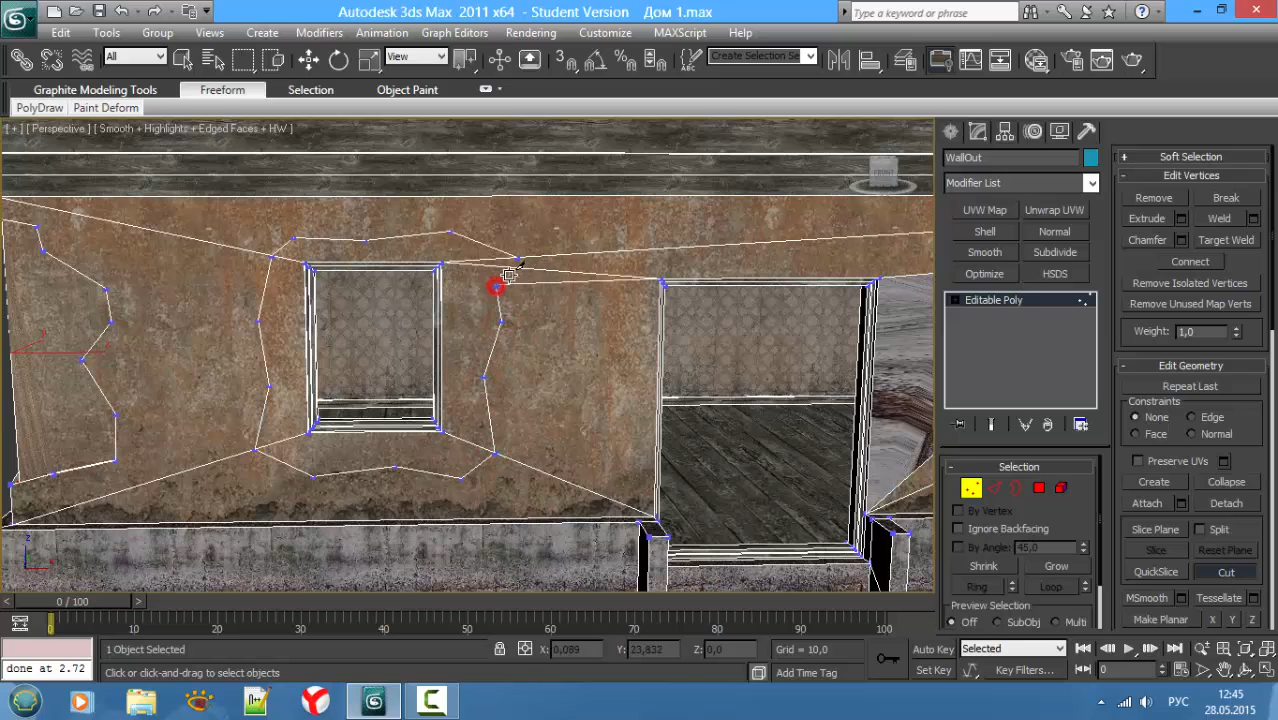 Autodesk 3ds Max 2011 x64 - Student Version Дом 1.max
Type a keyword or phrase
Edit Tools Group Views Create Modifiers Animation Graph Editors Rendering Customize MAXScript Help
All View Create Selection Se
Graphite Modeling Tools Freeform Selection Object Paint
PolyDraw Paint Deform
[ + ] [ Perspective ] [ Smooth + Highlights + Edged Faces + HW ]
FRONT
WallOut
Modifier List
UVW Map Unwrap UVW
Shell Normal
Smooth Subdivide
Optimize HSDS
Editable Poly
Selection
By Vertex
Ignore Backfacing
By Angle: 45,0
Shrink Grow
Ring Loop
Preview Selection
Off SubObj Multi
Soft Selection
Edit Vertices
Remove Break
Extrude Weld
Chamfer Target Weld
Connect
Remove Isolated Vertices
Remove Unused Map Verts
Weight: 1,0
Edit Geometry
Repeat Last
Constraints
None Edge
Face Normal
Preserve UVs
Create Collapse
Attach Detach
Slice Plane Split
Slice Reset Plane
QuickSlice Cut
MSmooth Tessellate
Make Planar X Y Z
0 / 100
0 10 20 30 40 50 60 70 80 90 100
done at 2.72
1 Object Selected
X: 0,089 Y: 23,832 Z: 0,0 Grid = 10,0
Click or click-and-drag to select objects
Add Time Tag
Auto Key Selected
Set Key Key Filters... 0
РУС
12:45
28.05.2015